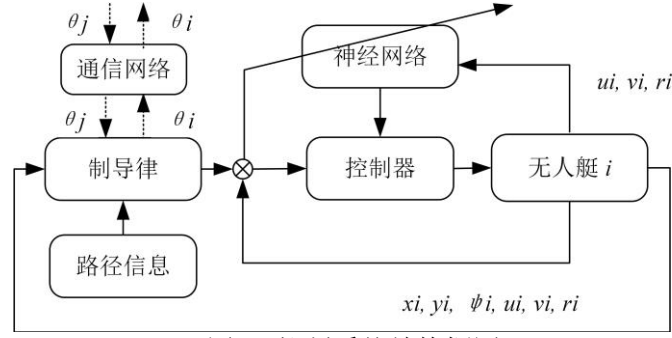 θj θi
通信网络
θj θi
神经网络
ui, vi, ri
制导律
控制器
无人艇 i
路径信息
xi, yi, ψi, ui, vi, ri